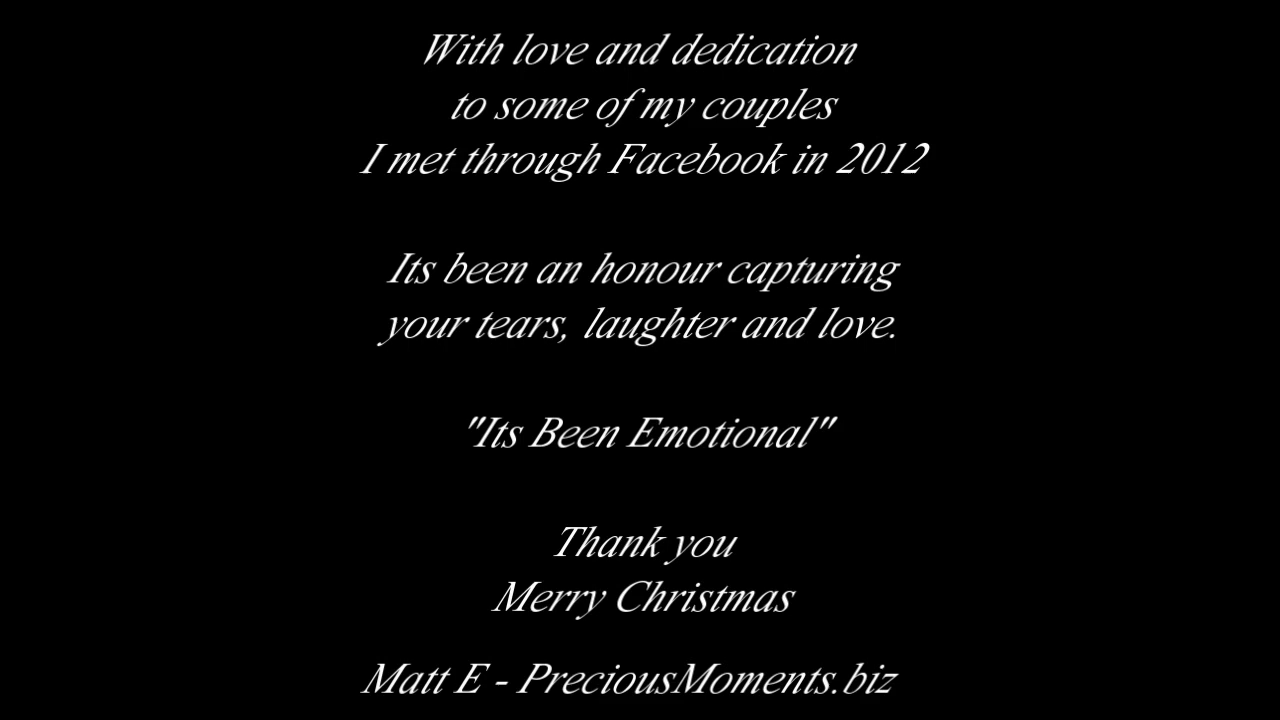 With love and dedication
to some of my couples
I met through Facebook in 2012
Its been an honour capturing
your tears, laughter and love.
"Its Been Emotional"
Thank you
Merry Christmas
Matt E - PreciousMoments.biz